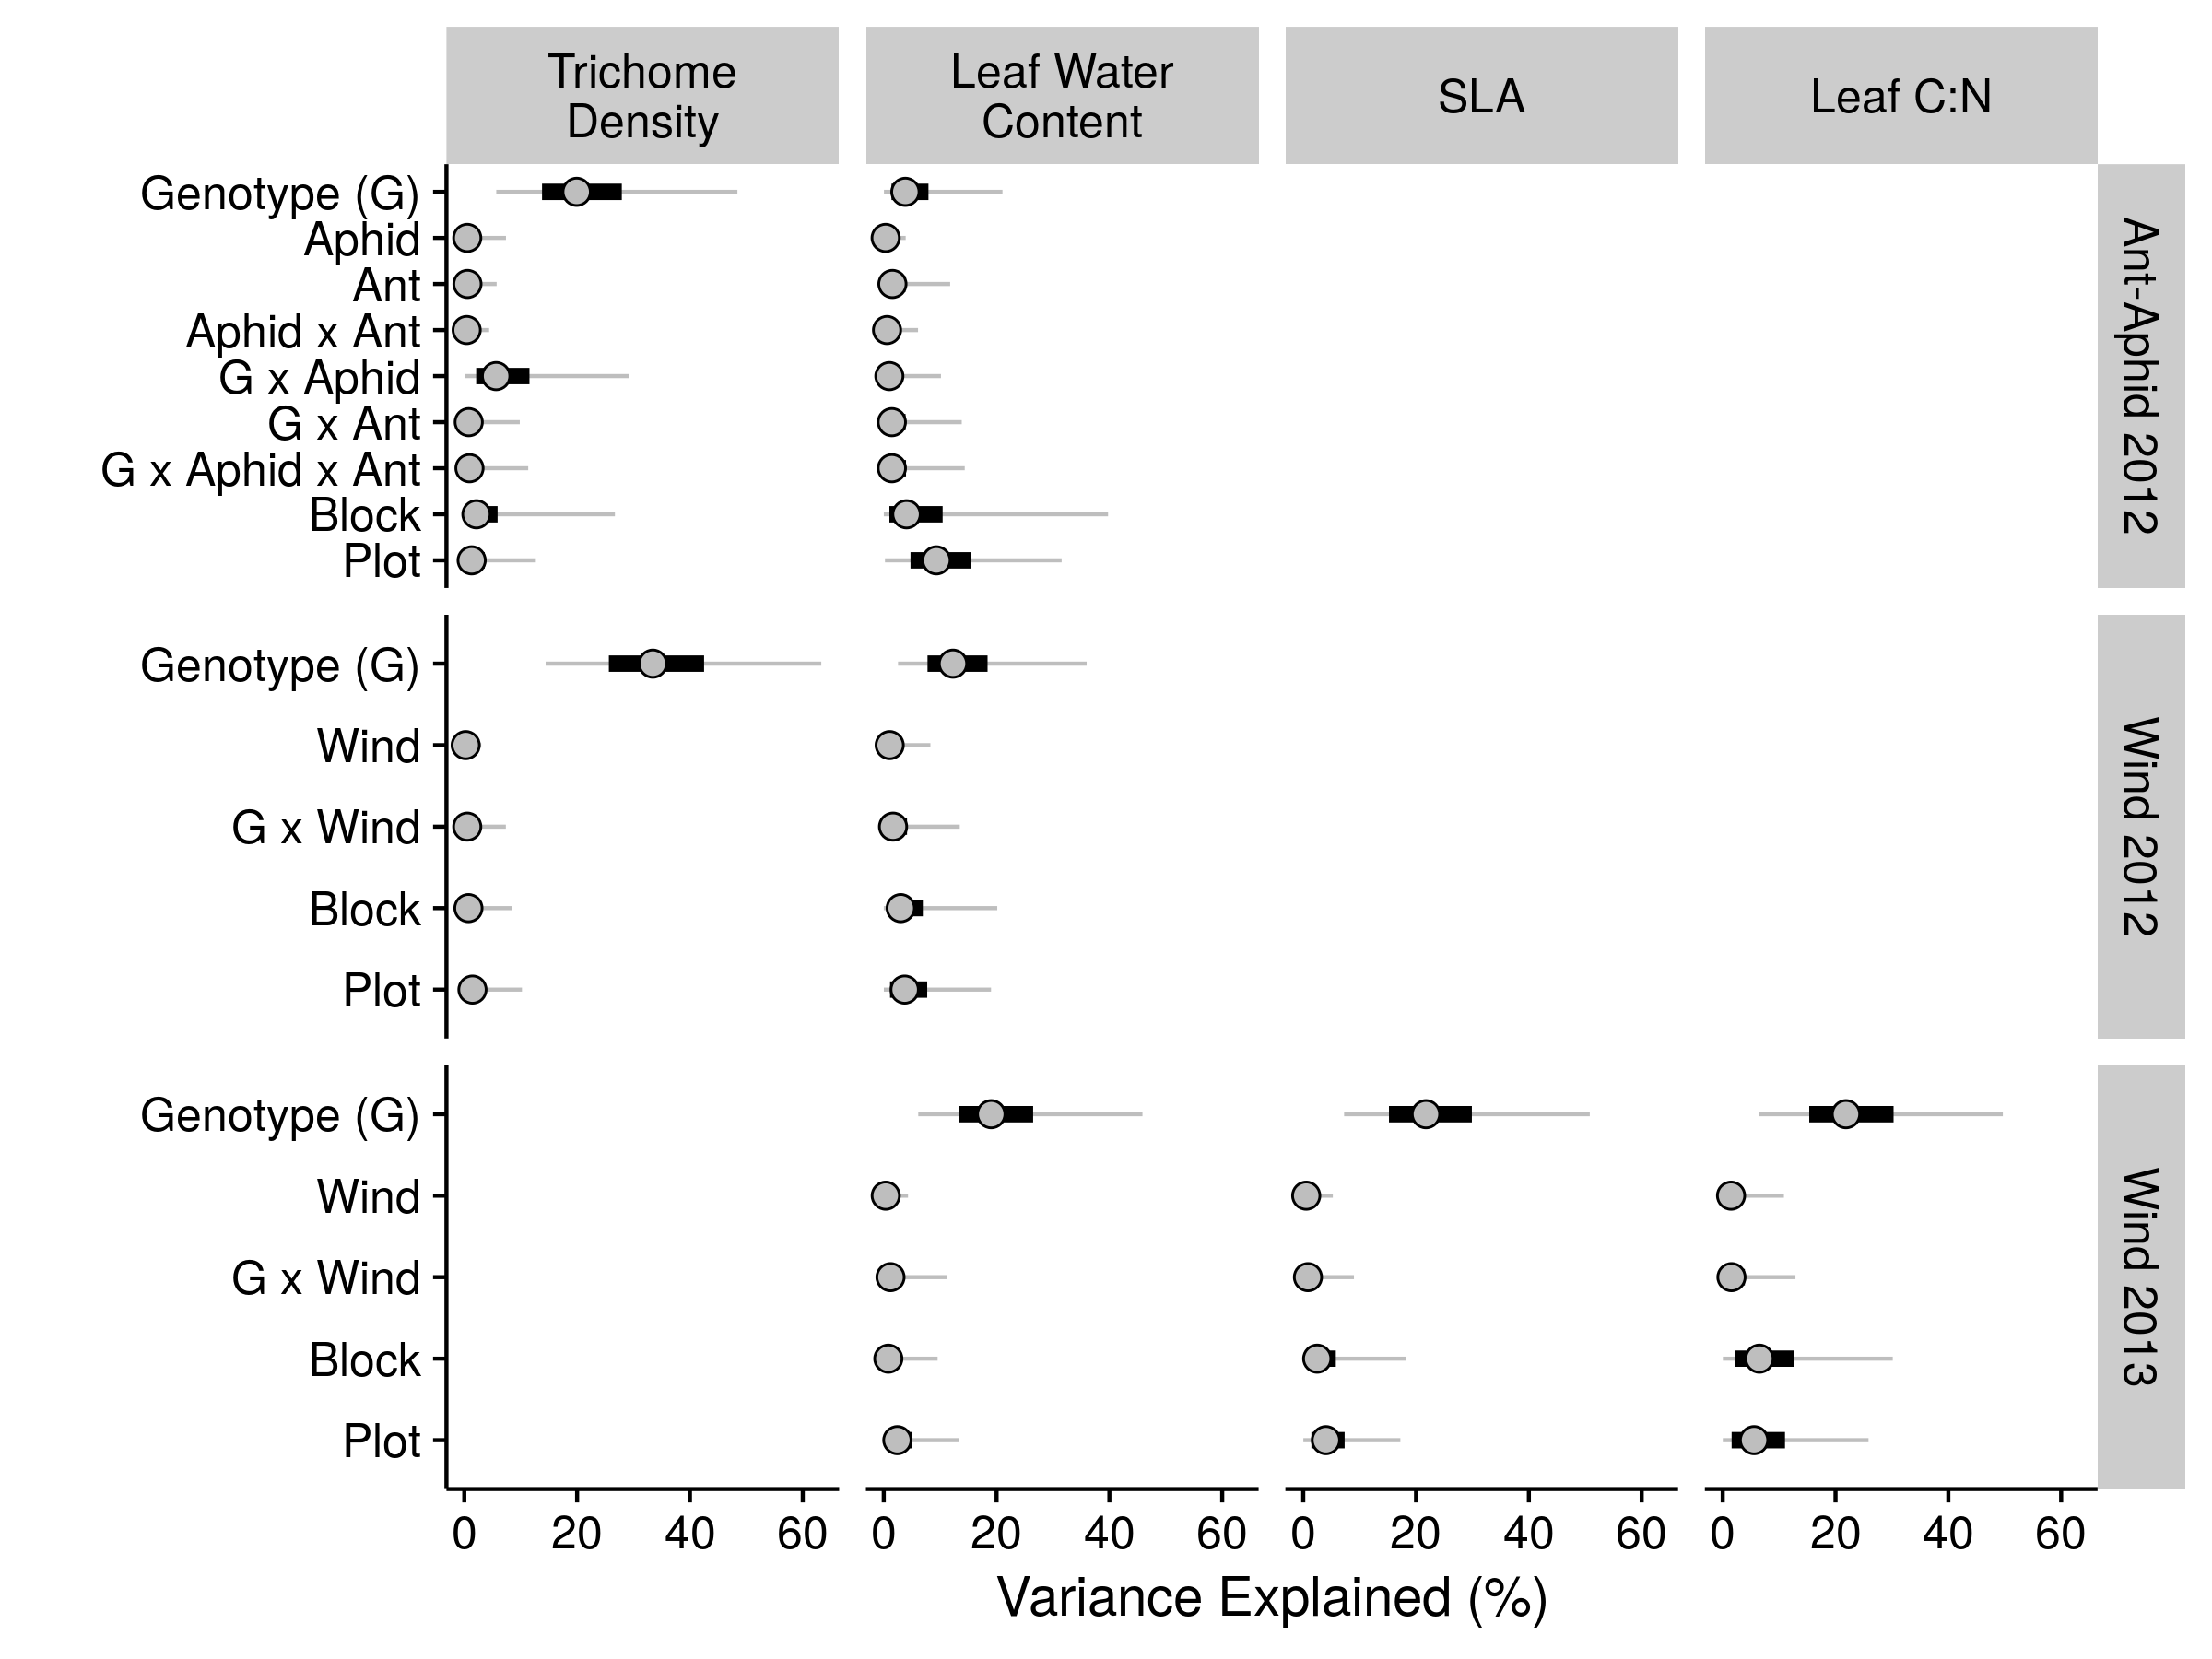 Trichome
Density
Leaf Water
Content
SLA
Leaf C:N
Genotype (G)
Aphid
Ant
Aphid x Ant
G x Aphid
G x Ant
G x Aphid x Ant
Block
Plot
Ant-Aphid 2012
Genotype (G)
Wind
G x Wind
Block
Plot
Wind 2012
Genotype (G)
Wind
G x Wind
Block
Plot
Wind 2013
0 20 40 60 0 20 40 60 0 20 40 60 0 20 40 60
Variance Explained (%)